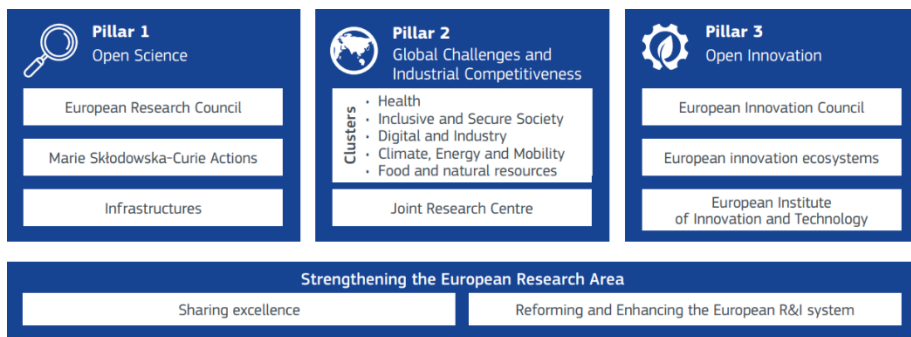 Pillar 1
Open Science
European Research Council
Marie Skłodowska-Curie Actions
Infrastructures
Pillar 2
Global Challenges and
Industrial Competitiveness
Clusters
· Health
· Inclusive and Secure Society
· Digital and Industry
· Climate, Energy and Mobility
· Food and natural resources
Joint Research Centre
Pillar 3
Open Innovation
European Innovation Council
European innovation ecosystems
European Institute
of Innovation and Technology
Strengthening the European Research Area
Sharing excellence
Reforming and Enhancing the European R&I system